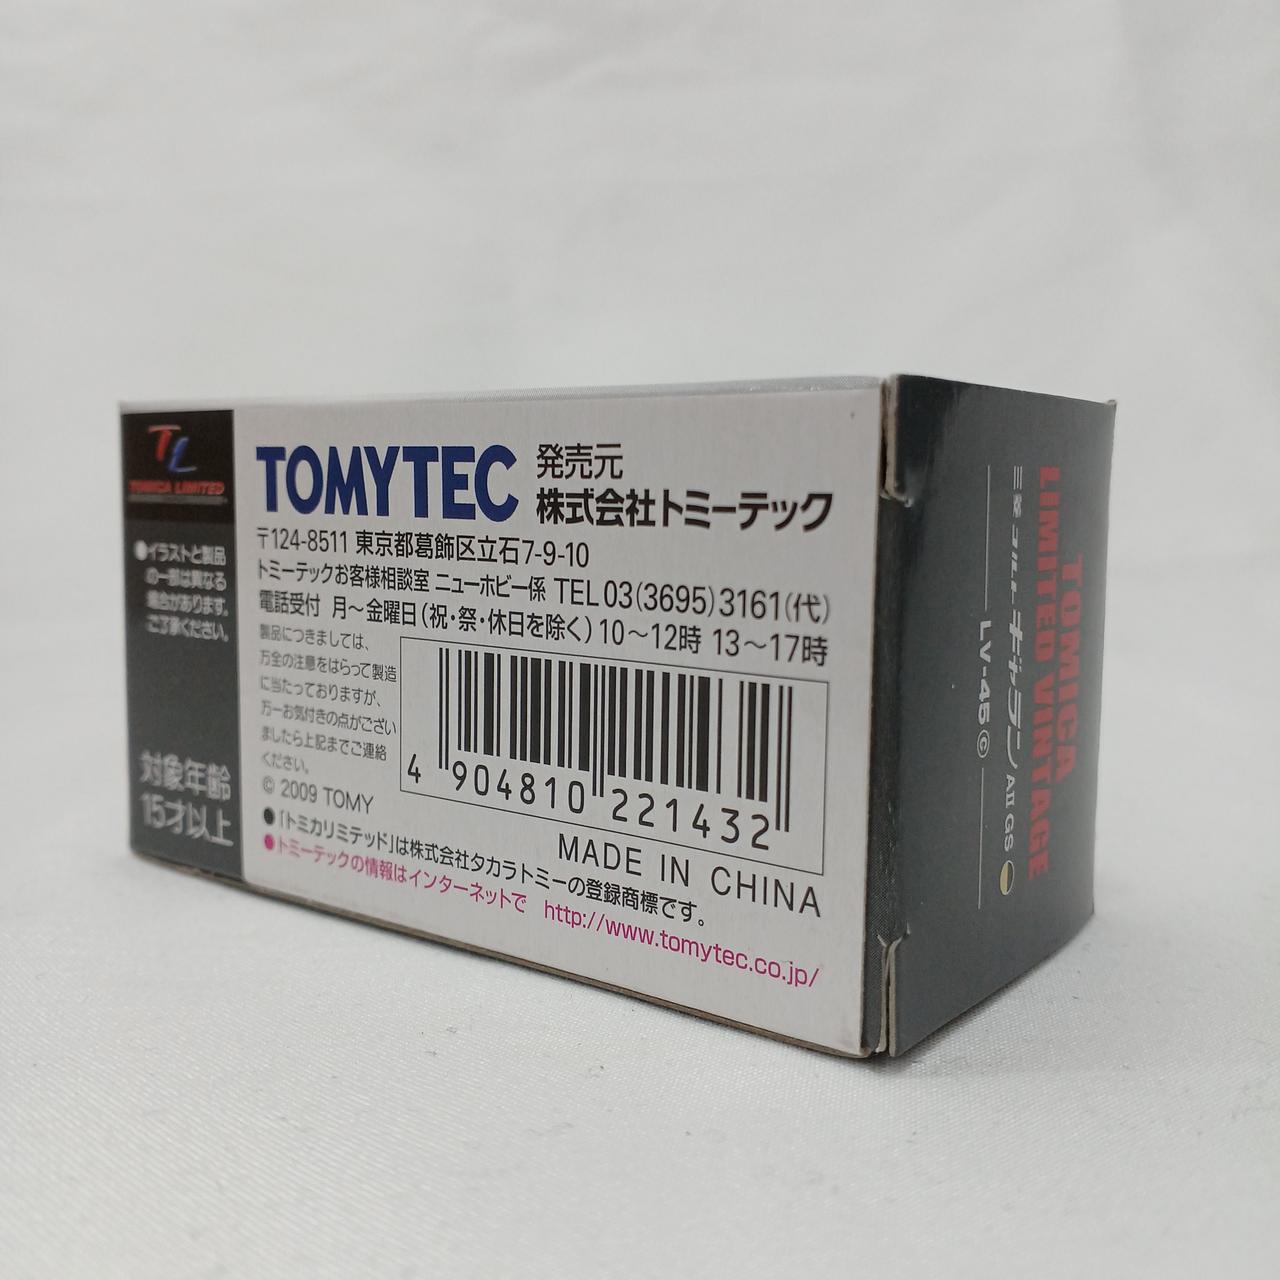 TL
TOMICA LIMITED
●イラストと製品
の一部は異なる
場合があります。
ご了承ください。
対象年齢
15才以上
TOMYTEC
発売元
株式会社トミーテック
〒124-8511 東京都葛飾区立石7-9-10
トミーテックお客様相談室 ニューホビー係 TEL 03(3695)3161(代)
電話受付 月～金曜日(祝・祭・休日を除く)10～12時 13～17時
製品につきましては、
万全の注意をはらって製造
に当たっておりますが、
万一お気付きの点がござい
ましたら上記までご連絡
ください。
© 2009 TOMY
4 904810 221432
MADE IN CHINA
●「トミカリミテッド」は株式会社タカラトミーの登録商標です。
●トミーテックの情報はインターネットで http://www.tomytec.co.jp/
TOMICA
LIMITED VINTAGE
三菱 コルト ギャラン AII GS
LV-45 ©